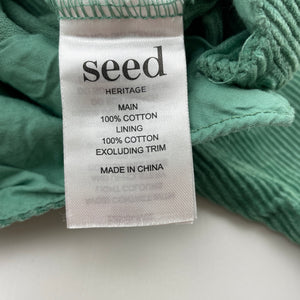 seed
HERITAGE
MAIN
100% COTTON
LINING
100% COTTON
EXCLUDING TRIM
MADE IN CHINA